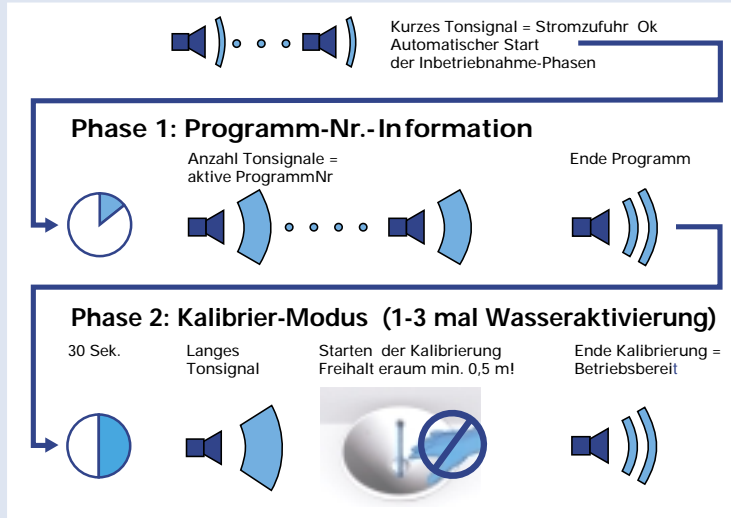 Kurzes Tonsignal = Stromzufuhr Ok
Automatischer Start
der Inbetriebnahme-Phasen
Phase 1: Programm-Nr.-Information
Anzahl Tonsignale =
aktive ProgrammNr
Ende Programm
Phase 2: Kalibrier-Modus (1-3 mal Wasseraktivierung)
30 Sek.
Langes
Tonsignal
Starten der Kalibrierung
Freihalt eraum min. 0,5 m!
Ende Kalibrierung =
Betriebsbereit